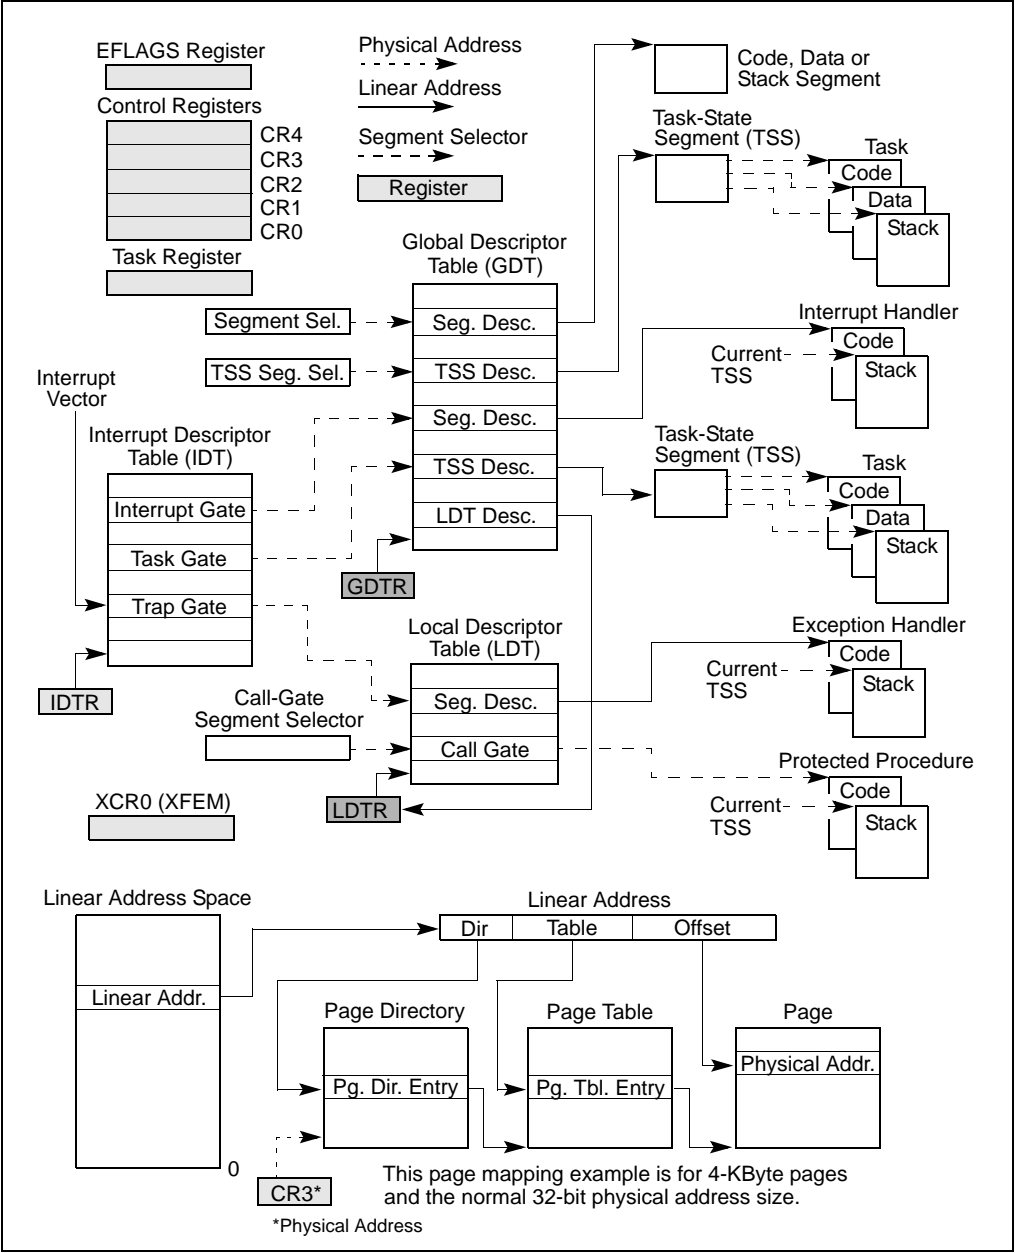 EFLAGS Register
Control Registers
CR4
CR3
CR2
CR1
CR0
Task Register
Physical Address
Linear Address
Segment Selector
Register
Code, Data or
Stack Segment
Task-State
Segment (TSS)
Task
Code
Data
Stack
Global Descriptor
Table (GDT)
Segment Sel.
Seg. Desc.
TSS Seg. Sel.
TSS Desc.
Seg. Desc.
TSS Desc.
LDT Desc.
GDTR
Interrupt Handler
Code
Stack
Current
TSS
Interrupt
Vector
Interrupt Descriptor
Table (IDT)
Interrupt Gate
Task Gate
Trap Gate
IDTR
Task-State
Segment (TSS)
Task
Code
Data
Stack
Local Descriptor
Table (LDT)
Seg. Desc.
Call Gate
Call-Gate
Segment Selector
LDTR
Exception Handler
Code
Stack
Current
TSS
Protected Procedure
Code
Stack
Current
TSS
XCR0 (XFEM)
Linear Address Space
Linear Addr.
0
Linear Address
Dir
Table
Offset
Page Directory
Pg. Dir. Entry
Page Table
Pg. Tbl. Entry
Page
Physical Addr.
CR3*
*Physical Address
This page mapping example is for 4-KByte pages
and the normal 32-bit physical address size.